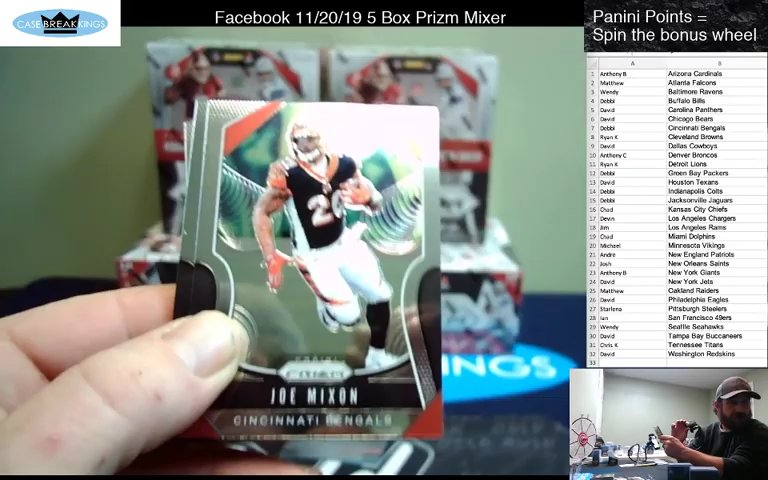 CASE BREAK KINGS
Facebook 11/20/19 5 Box Prizm Mixer
Panini Points =
Spin the bonus wheel
A B
1 Anthony B Arizona Cardinals
2 Matthew Atlanta Falcons
3 Wendy Baltimore Ravens
4 Debbi Buffalo Bills
5 David Carolina Panthers
6 David Chicago Bears
7 Debbi Cincinnati Bengals
8 Ryan K Cleveland Browns
9 David Dallas Cowboys
10 Anthony C Denver Broncos
11 Ryan K Detroit Lions
12 Debbi Green Bay Packers
13 David Houston Texans
14 Debbi Indianapolis Colts
15 Debbi Jacksonville Jaguars
16 Chad Kansas City Chiefs
17 Devin Los Angeles Chargers
18 Jim Los Angeles Rams
19 Chad Miami Dolphins
20 Michael Minnesota Vikings
21 Andre New England Patriots
22 Josh New Orleans Saints
23 Anthony B New York Giants
24 David New York Jets
25 Matthew Oakland Raiders
26 David Philadelphia Eagles
27 Starleno Pittsburgh Steelers
28 Ian San Francisco 49ers
29 Wendy Seattle Seahawks
30 David Tampa Bay Buccaneers
31 Chris K Tennessee Titans
32 David Washington Redskins
33
PANINI
PRIZM
JOE MIXON
CINCINNATI BENGALS
INGS